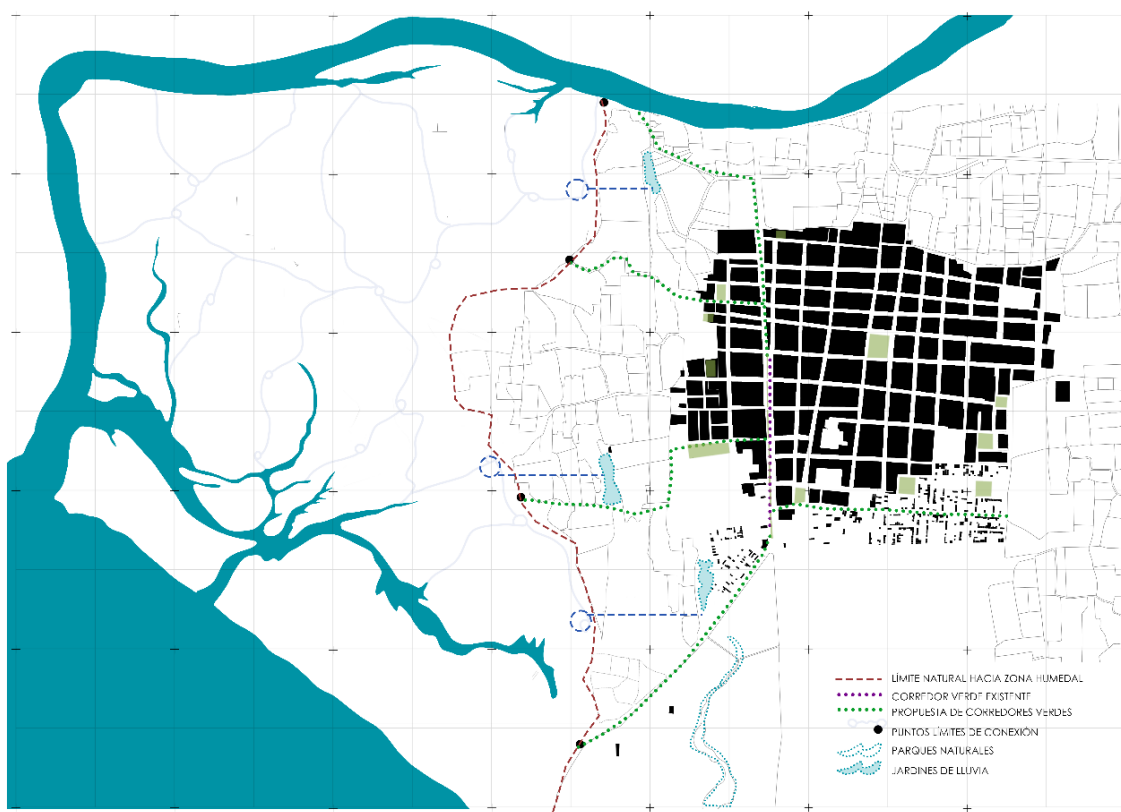 LÍMITE NATURAL HACIA ZONA HUMEDAL
CORREDOR VERDE EXISTENTE
PROPUESTA DE CORREDORES VERDES
PUNTOS LÍMITES DE CONEXIÓN
PARQUES NATURALES
JARDINES DE LLUVIA